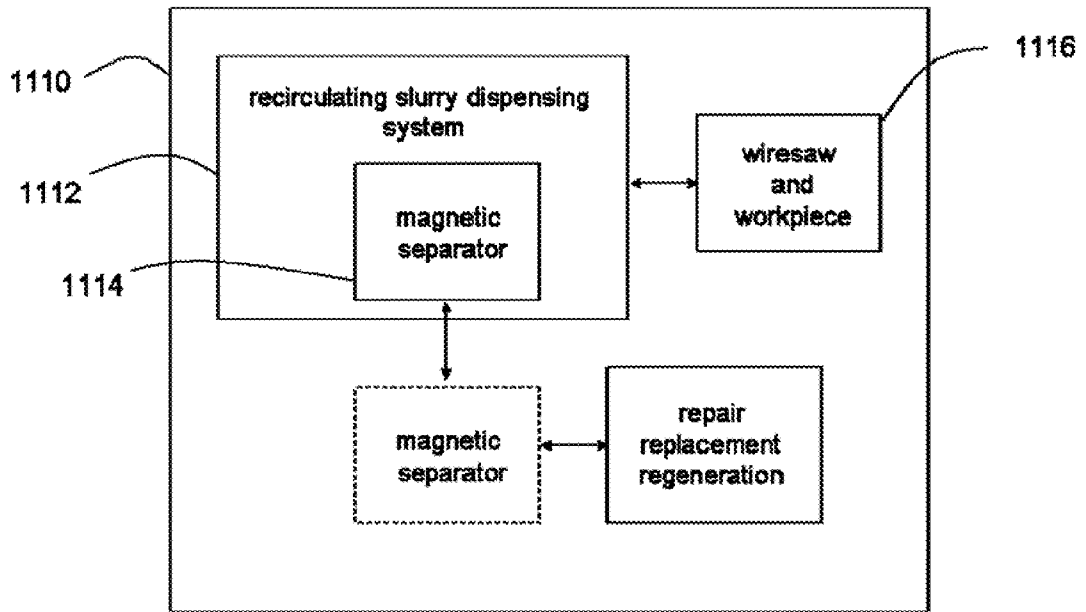 1110
1116
recirculating slurry dispensing
system
wiresaw
and
workpiece
1112
magnetic
separator
1114
magnetic
separator
repair
replacement
regeneration